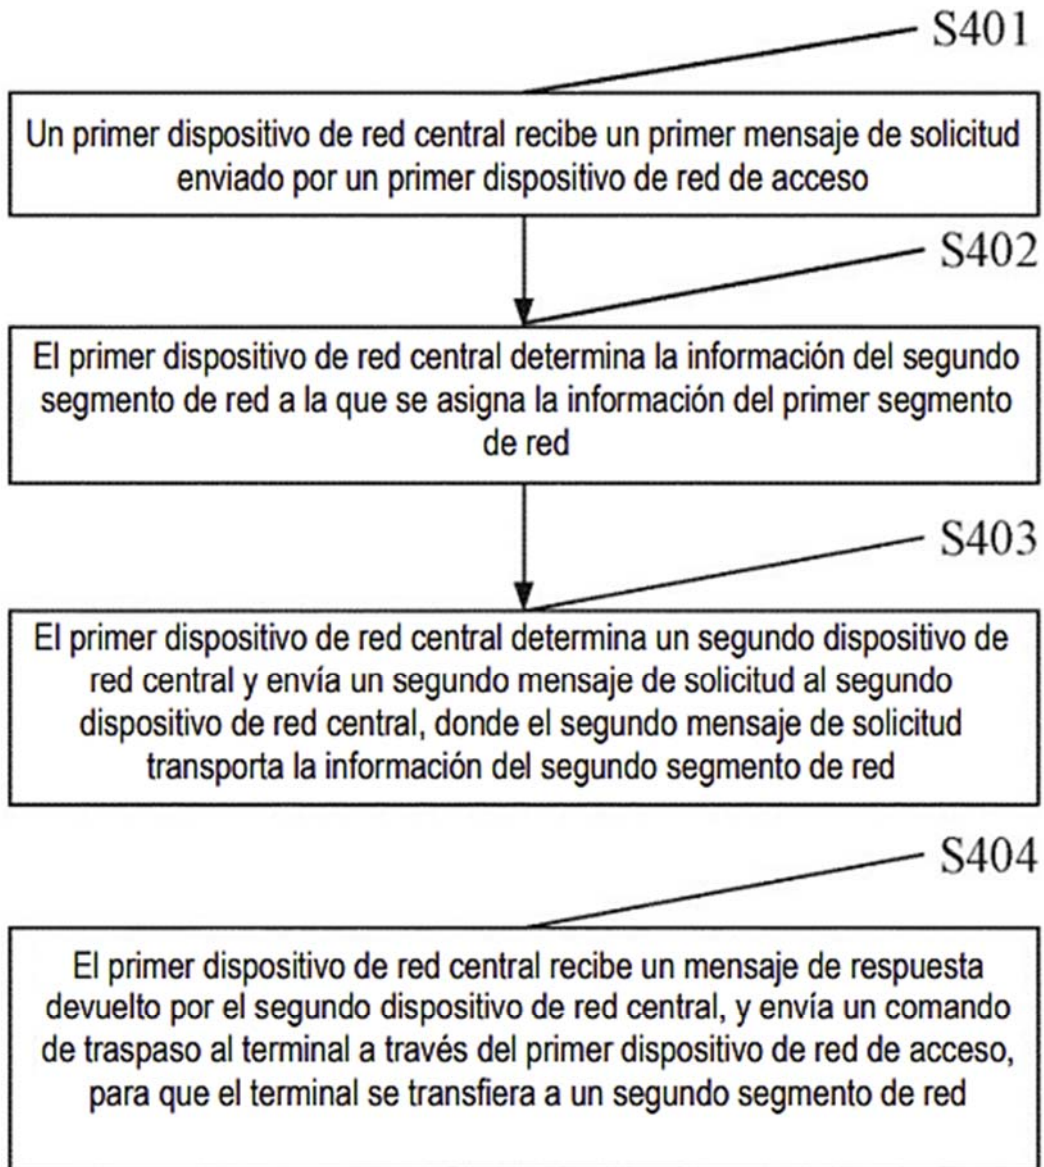 S401
Un primer dispositivo de red central recibe un primer mensaje de solicitud
enviado por un primer dispositivo de red de acceso
S402
El primer dispositivo de red central determina la información del segundo
segmento de red a la que se asigna la información del primer segmento
de red
S403
El primer dispositivo de red central determina un segundo dispositivo de
red central y envía un segundo mensaje de solicitud al segundo
dispositivo de red central, donde el segundo mensaje de solicitud
transporta la información del segundo segmento de red
S404
El primer dispositivo de red central recibe un mensaje de respuesta
devuelto por el segundo dispositivo de red central, y envía un comando
de traspaso al terminal a través del primer dispositivo de red de acceso,
para que el terminal se transfiera a un segundo segmento de red